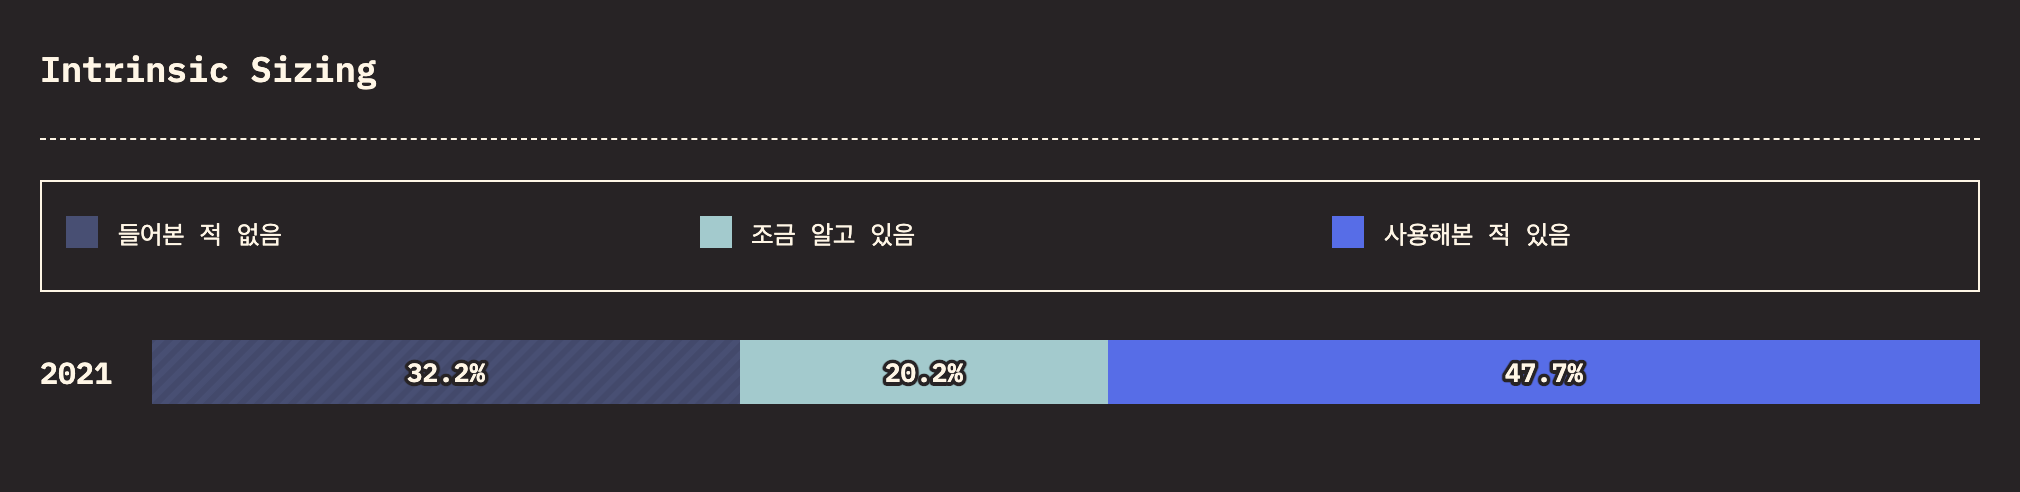 Intrinsic Sizing
들어본 적 없음 조금 알고 있음 사용해본 적 있음
2021 32.2% 20.2% 47.7%